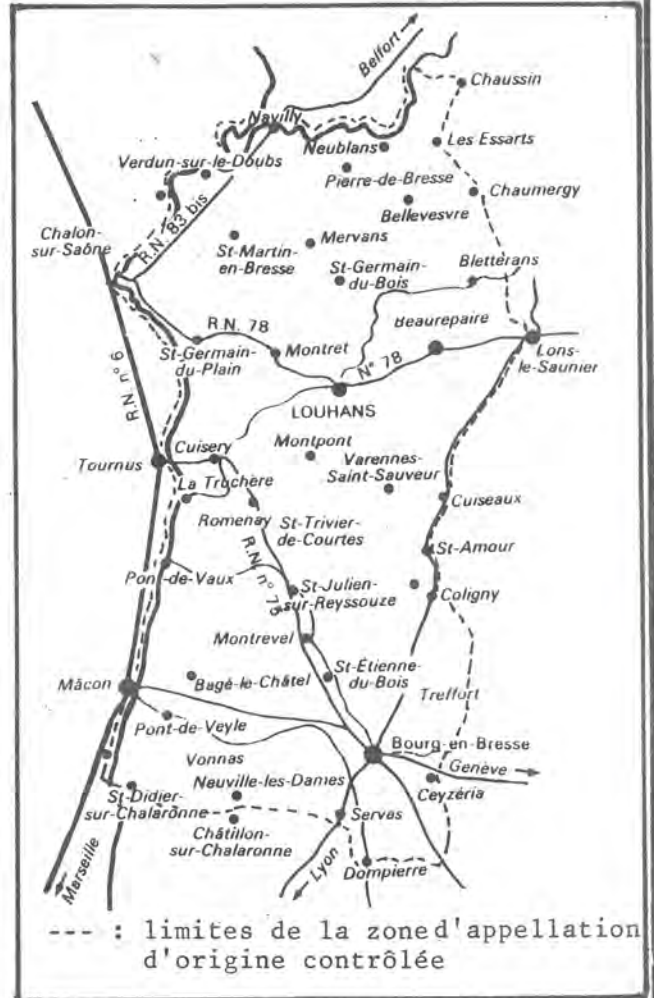 Belfort
Chaussin
Navilly
Neublans
Les Essarts
Verdun-sur-le-Doubs
Pierre-de-Bresse
Chaumergy
Bellevesvre
R.N. 83 bis
Chalon-
sur-Saône
St-Martin-
en-Bresse
Mervans
St-Germain-
du-Bois
Bletterans
R.N. 78
Beaurepaire
St-Germain-
du-Plain
Montret
N° 78
Lons-
le-Saunier
R.N. n° 6
LOUHANS
Cuisery
Montpont
Tournus
Varennes-
Saint-Sauveur
La Truchère
Cuiseaux
Romenay
St-Trivier-
de-Courtes
St-Amour
Pont-de-Vaux
R.N. n° 75
St-Julien-
sur-Reyssouze
Coligny
Montrevel
St-Étienne-
du-Bois
Mâcon
Bagé-le-Châtel
Treffort
Pont-de-Veyle
Bourg-en-Bresse
Vonnas
Genève
St-Didier-
sur-Chalaronne
Neuville-les-Dames
Ceyzéria
Servas
Châtillon-
sur-Chalaronne
Marseille
Lyon
Dompierre
--- : limites de la zone d'appellation
d'origine contrôlée